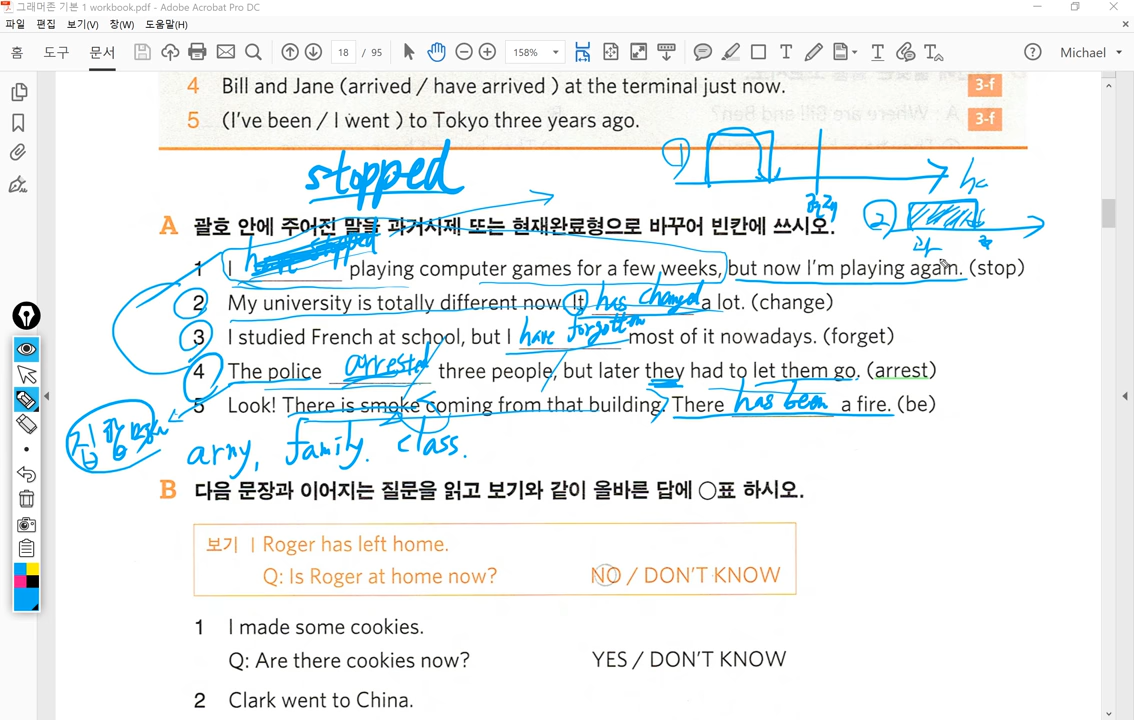 그래머존 기본 1 workbook.pdf - Adobe Acrobat Pro DC
파일 편집 보기(V) 창(W) 도움말(H)
홈 도구 문서 18 / 95 158% Michael
4 Bill and Jane (arrived / have arrived ) at the terminal just now. 3-f
5 (I've been / I went ) to Tokyo three years ago. 3-f
stopped
①
②
A 괄호 안에 주어진 말을 과거시제 또는 현재완료형으로 바꾸어 빈칸에 쓰시오.
1 I playing computer games for a few weeks, but now I'm playing again. (stop)
2 My university is totally different now. It has changed a lot. (change)
3 I studied French at school, but I have forgotten most of it nowadays. (forget)
4 The police arrested three people, but later they had to let them go. (arrest)
5 Look! There is smoke coming from that building. There has been a fire. (be)
army, family. class.
B 다음 문장과 이어지는 질문을 읽고 보기와 같이 올바른 답에 ○표 하시오.
보기 | Roger has left home.
Q: Is Roger at home now? NO / DON'T KNOW
1 I made some cookies.
Q: Are there cookies now? YES / DON'T KNOW
2 Clark went to China.